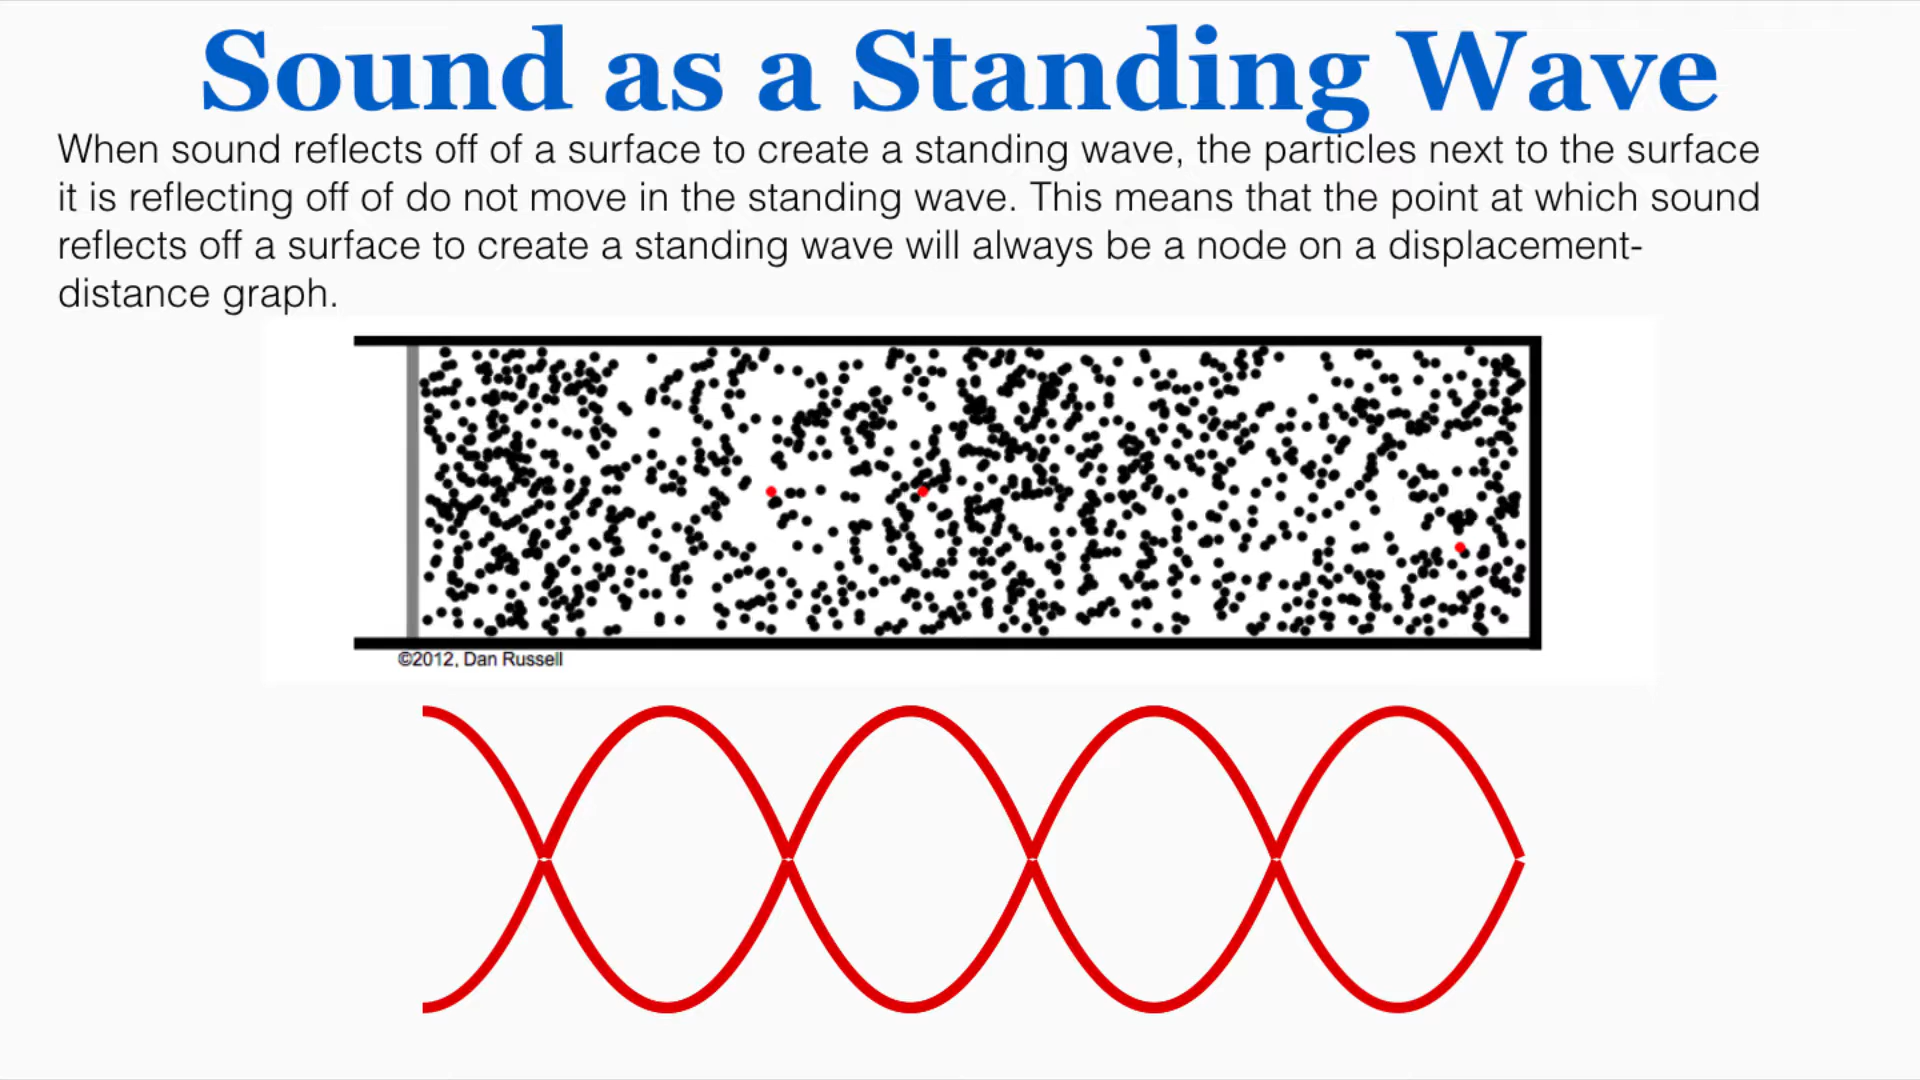 Sound as a Standing Wave
When sound reflects off of a surface to create a standing wave, the particles next to the surface
it is reflecting off of do not move in the standing wave. This means that the point at which sound
reflects off a surface to create a standing wave will always be a node on a displacement-
distance graph.
©2012, Dan Russell